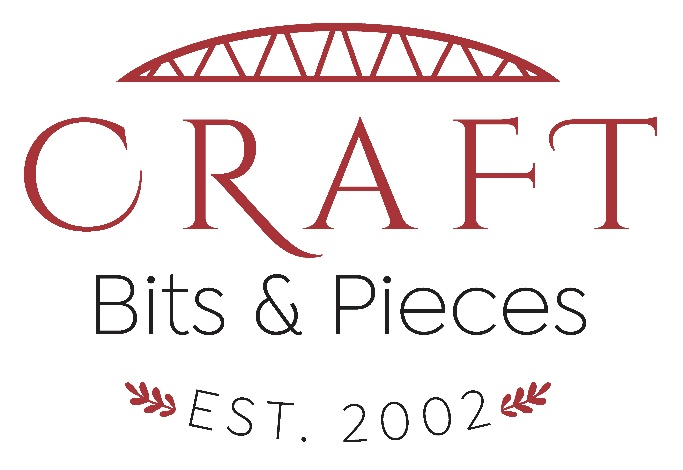 CRAFT
Bits & Pieces
EST. 2002